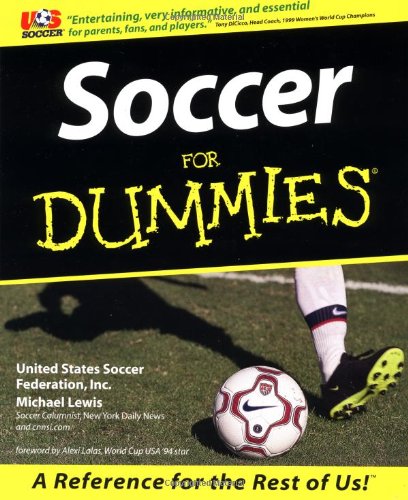 US
SOCCER
"Entertaining, very informative, and essential
for parents, fans, and players."
Tony DiCicco, Head Coach, 1999 Women's World Cup Champions
Soccer
FOR
DUMMIES®
United States Soccer
Federation, Inc.
Michael Lewis
Soccer Columnist, New York Daily News
and cnnsi.com
foreword by Alexi Lalas, World Cup USA '94 star
A Reference for the Rest of Us!™